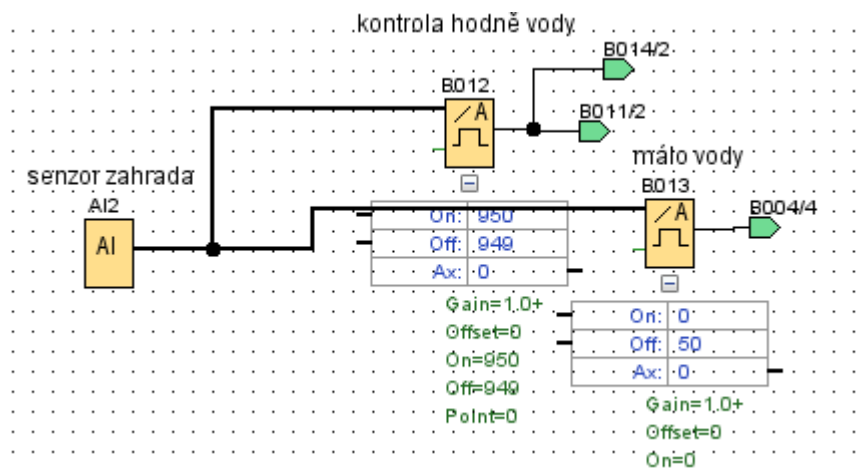 kontrola hodně vody
B014/2
B012
/A
B011/2
máło vody
senzor zahrada
B013
AI2
/A
B004/4
AI
On: 950
Off: 949
Ax: 0
Gain=1.0+
Offset=0
On=950
Off=949
Point=0
On: 0
Off: 50
Ax: 0
Gain=1.0+
Offset=0
On=0